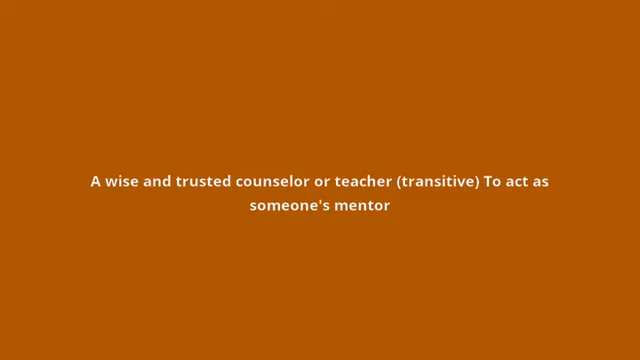 A wise and trusted counselor or teacher (transitive) To act as
someone's mentor